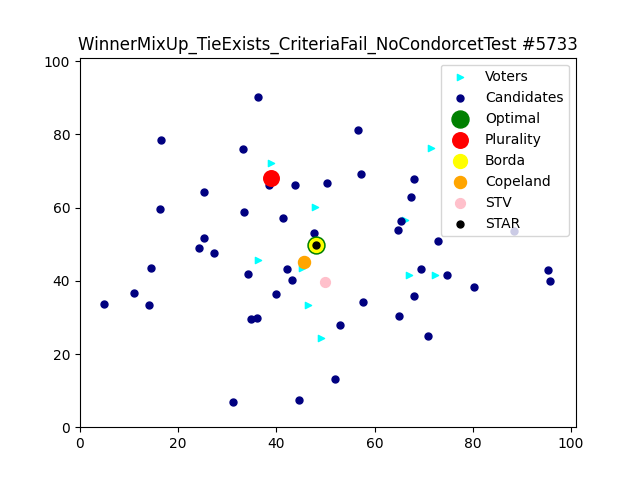 WinnerMixUp_TieExists_CriteriaFail_NoCondorcetTest #5733
100
80
60
40
20
0
0 20 40 60 80 100
Voters
Candidates
Optimal
Plurality
Borda
Copeland
STV
STAR